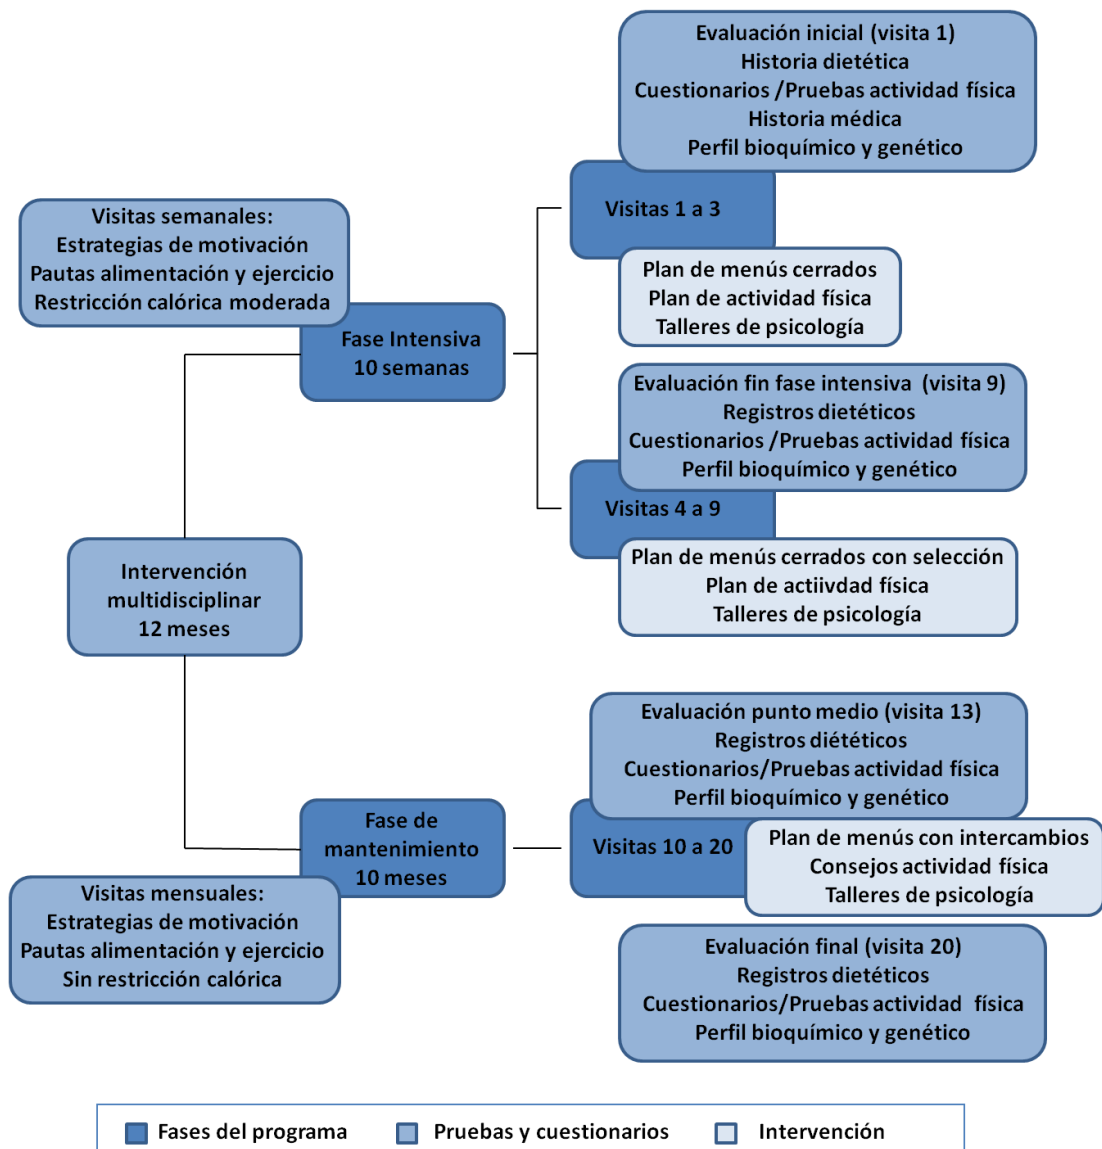 Evaluación inicial (visita 1)
Historia dietética
Cuestionarios /Pruebas actividad física
Historia médica
Perfil bioquímico y genético
Visitas 1 a 3
Plan de menús cerrados
Plan de actividad física
Talleres de psicología
Visitas semanales:
Estrategias de motivación
Pautas alimentación y ejercicio
Restricción calórica moderada
Fase Intensiva
10 semanas
Evaluación fin fase intensiva (visita 9)
Registros dietéticos
Cuestionarios /Pruebas actividad física
Perfil bioquímico y genético
Visitas 4 a 9
Plan de menús cerrados con selección
Plan de actiivdad física
Talleres de psicología
Intervención
multidisciplinar
12 meses
Evaluación punto medio (visita 13)
Registros diététicos
Cuestionarios/Pruebas actividad física
Perfil bioquímico y genético
Fase de
mantenimiento
10 meses
Visitas 10 a 20
Plan de menús con intercambios
Consejos actividad física
Talleres de psicología
Visitas mensuales:
Estrategias de motivación
Pautas alimentación y ejercicio
Sin restricción calórica
Evaluación final (visita 20)
Registros dietéticos
Cuestionarios/Pruebas actividad física
Perfil bioquímico y genético
Fases del programa
Pruebas y cuestionarios
Intervención